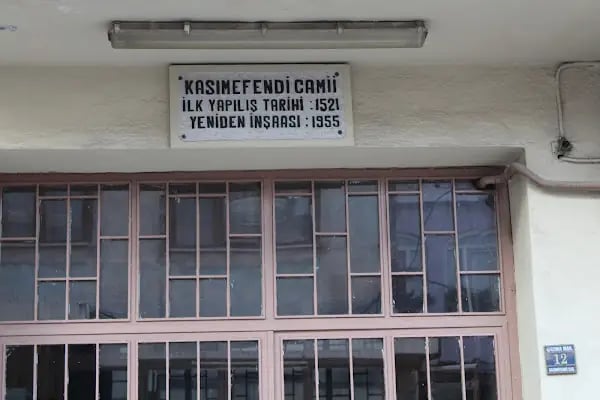 KASIMEFENDİ CAMİİ
İLK YAPILIŞ TARİHİ : 1521
YENİDEN İNŞAASI : 1955
12